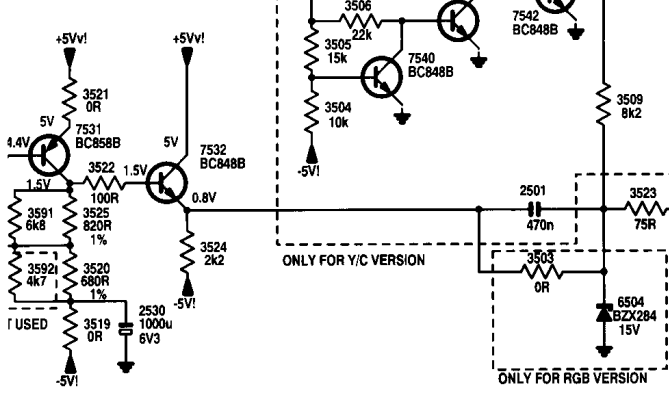 3506
22k
7542
BC848B
+5Vv!
+5Vv!
3505
15k
7540
BC848B
3521
0R
3509
8k2
3504
10k
5V
7531
BC858B
5V
7532
BC848B
4.4V
3522
1.5V
-5V!
1.5V
100R
0.8V
2501
3523
3591
6k8
3525
820R
1%
470n
75R
3524
2k2
ONLY FOR Y/C VERSION
3503
0R
3592
4k7
3520
680R
1%
-5V!
6504
BZX284
15V
T USED
3519
0R
2530
1000u
6V3
-5V!
ONLY FOR RGB VERSION